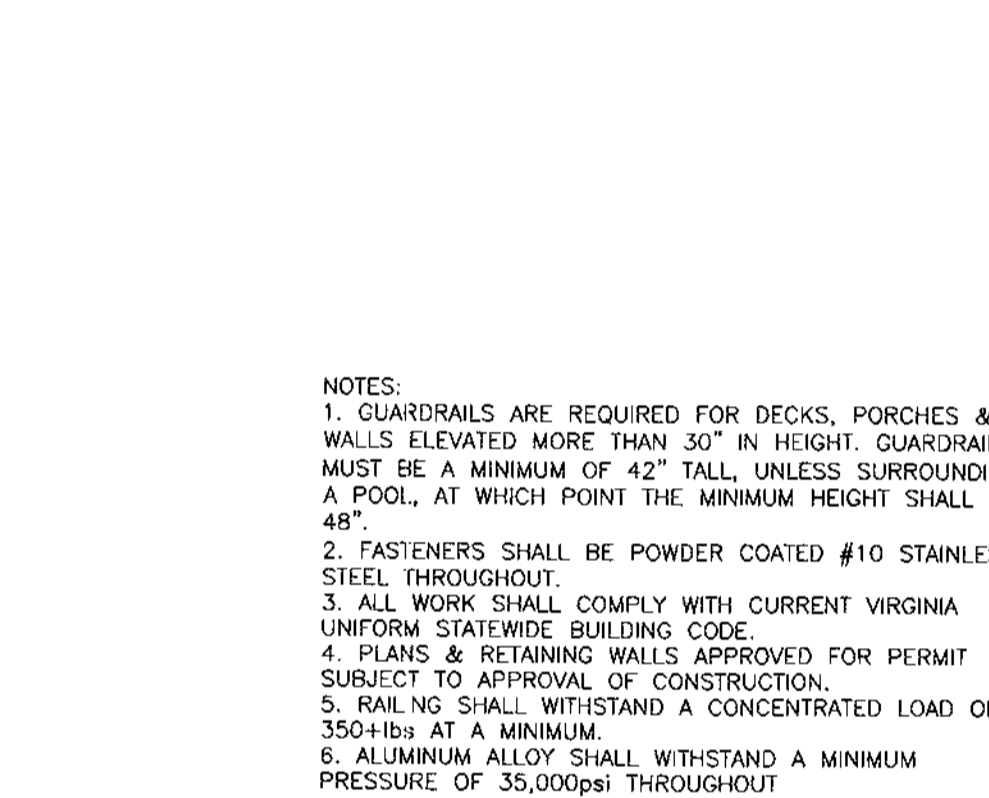 NOTES:
1. GUARDRAILS ARE REQUIRED FOR DECKS, PORCHES &
WALLS ELEVATED MORE THAN 30" IN HEIGHT. GUARDRAI
MUST BE A MINIMUM OF 42" TALL, UNLESS SURROUNDI
A POOL, AT WHICH POINT THE MINIMUM HEIGHT SHALL
48".
2. FASTENERS SHALL BE POWDER COATED #10 STAINLE
STEEL THROUGHOUT.
3. ALL WORK SHALL COMPLY WITH CURRENT VIRGINIA
UNIFORM STATEWIDE BUILDING CODE.
4. PLANS & RETAINING WALLS APPROVED FOR PERMIT
SUBJECT TO APPROVAL OF CONSTRUCTION.
5. RAILNG SHALL WITHSTAND A CONCENTRATED LOAD O
350+lbs AT A MINIMUM.
6. ALUMINUM ALLOY SHALL WITHSTAND A MINIMUM
PRESSURE OF 35,000psi THROUGHOUT